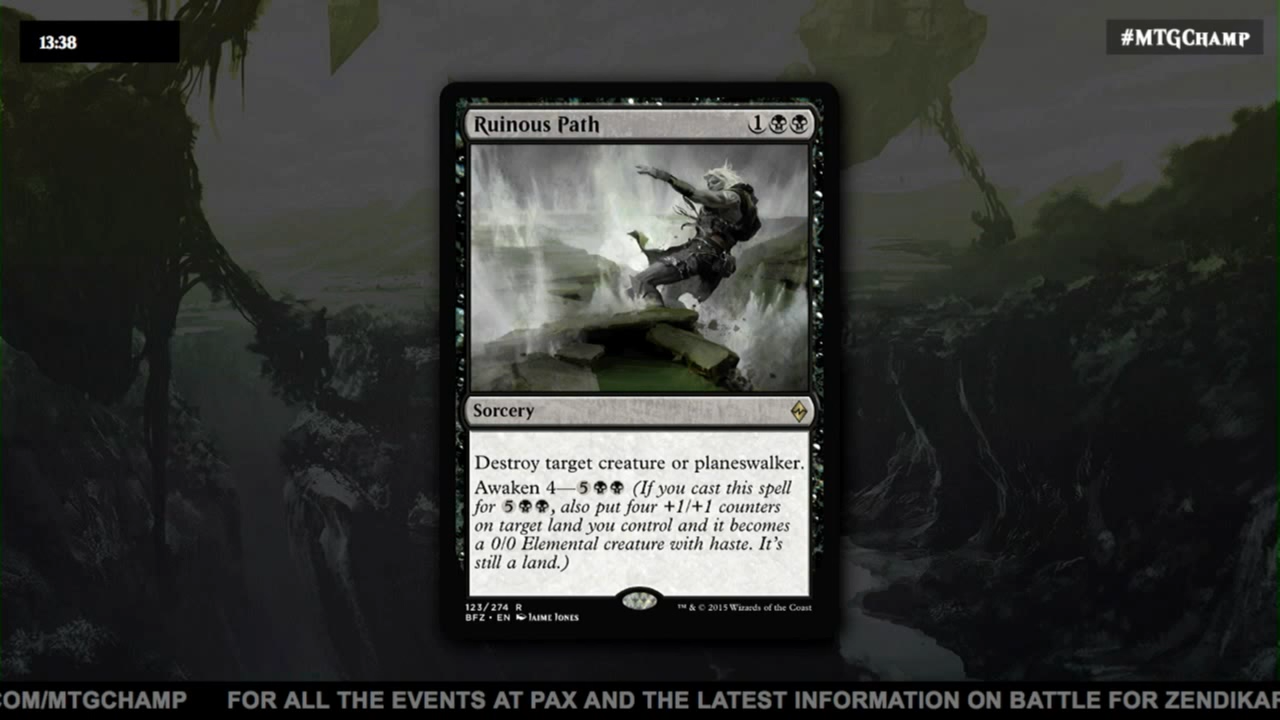 13:38
#MTGCHAMP
Ruinous Path 1
Sorcery
Destroy target creature or planeswalker.
Awaken 4—5 (If you cast this spell
for 5, also put four +1/+1 counters
on target land you control and it becomes
a 0/0 Elemental creature with haste. It's
still a land.)
123/274 R
BFZ • EN JAIME JONES
™ & © 2015 Wizards of the Coast
COM/MTGCHAMP FOR ALL THE EVENTS AT PAX AND THE LATEST INFORMATION ON BATTLE FOR ZENDIKAR